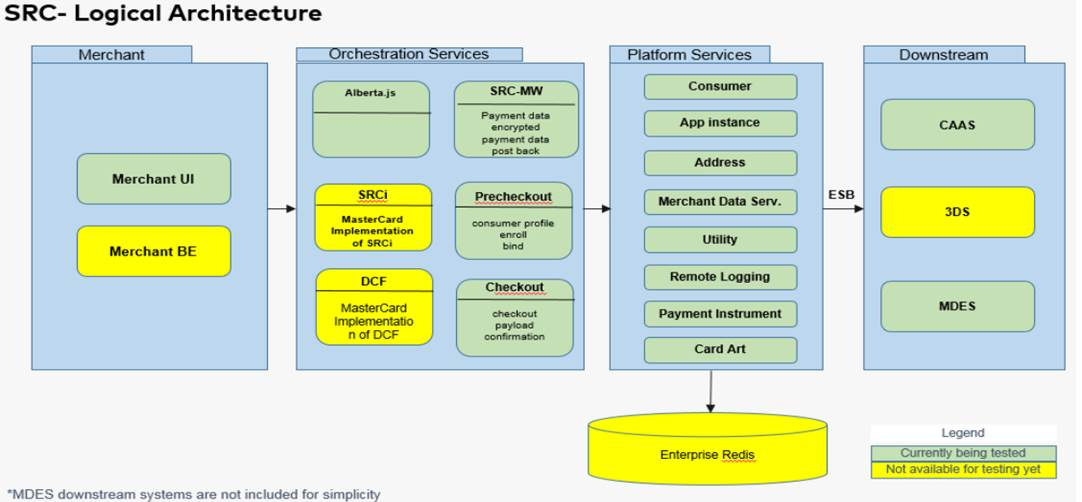 SRC- Logical Architecture
Merchant
Merchant UI
Merchant BE
Orchestration Services
Alberta.js
SRC-MW
Payment data
encrypted
payment data
post back
SRCi
MasterCard
Implementation
of SRCi
Precheckout
consumer profile
enroll
bind
DCF
MasterCard
Implementatio
n of DCF
Checkout
checkout
payload
confirmation
Platform Services
Consumer
App instance
Address
Merchant Data Serv.
Utility
Remote Logging
Payment Instrument
Card Art
ESB
Downstream
CAAS
3DS
MDES
Enterprise Redis
Legend
Currently being tested
Not available for testing yet
*MDES downstream systems are not included for simplicity